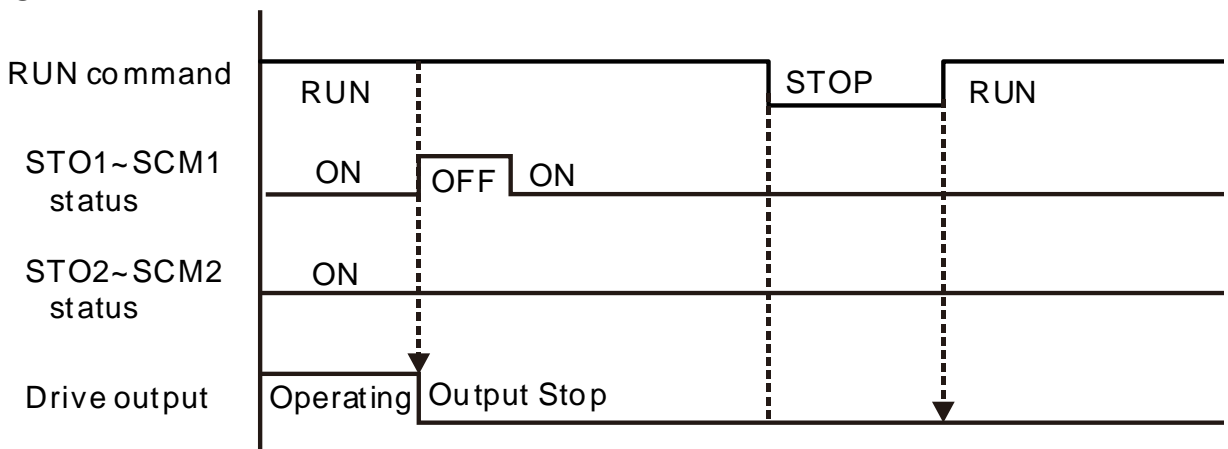 RUN command
RUN
STOP
RUN
STO1~SCM1
status
ON
OFF
ON
STO2~SCM2
status
ON
Drive output
Operating
Output Stop